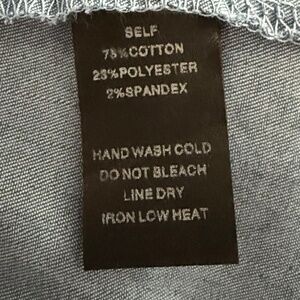 SELF
75%COTTON
23%POLYESTER
2%SPANDEX
HAND WASH COLD
DO NOT BLEACH
LINE DRY
IRON LOW HEAT